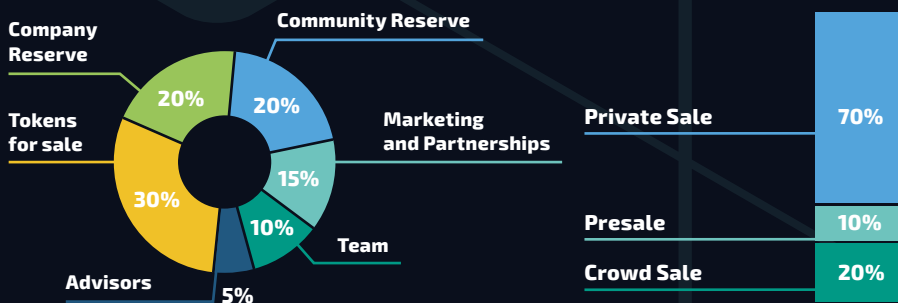 Community Reserve
Company
Reserve
20%
20%
Tokens
for sale
Marketing
and Partnerships
15%
30%
10%
Team
Advisors
5%
Private Sale
70%
Presale
10%
Crowd Sale
20%